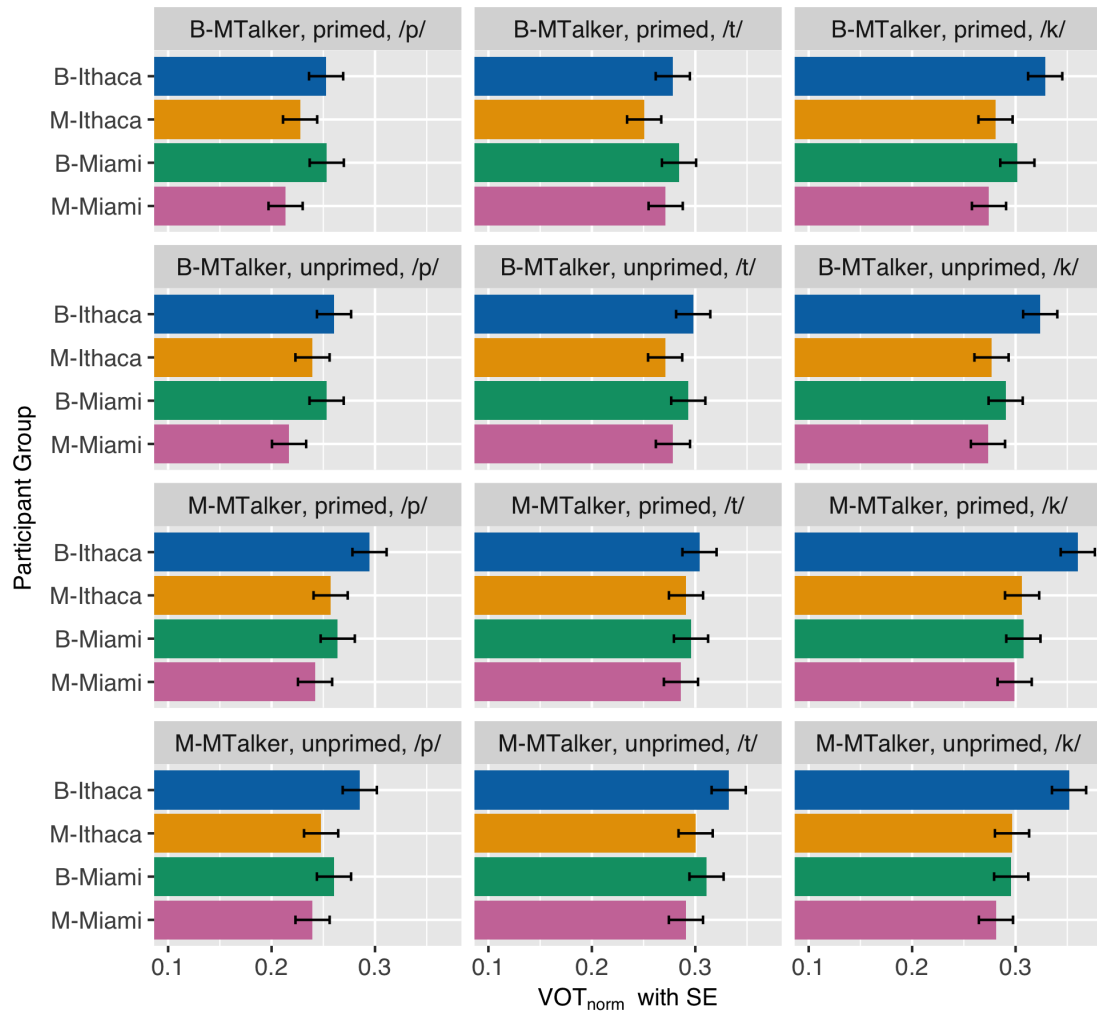 B-MTalker, primed, /p/ B-MTalker, primed, /t/ B-MTalker, primed, /k/
B-Ithaca
M-Ithaca
B-Miami
M-Miami
B-MTalker, unprimed, /p/ B-MTalker, unprimed, /t/ B-MTalker, unprimed, /k/
B-Ithaca
M-Ithaca
B-Miami
M-Miami
Participant Group
M-MTalker, primed, /p/ M-MTalker, primed, /t/ M-MTalker, primed, /k/
B-Ithaca
M-Ithaca
B-Miami
M-Miami
M-MTalker, unprimed, /p/ M-MTalker, unprimed, /t/ M-MTalker, unprimed, /k/
B-Ithaca
M-Ithaca
B-Miami
M-Miami
0.1 0.2 0.3 0.1 0.2 0.3 0.1 0.2 0.3
VOTnorm with SE